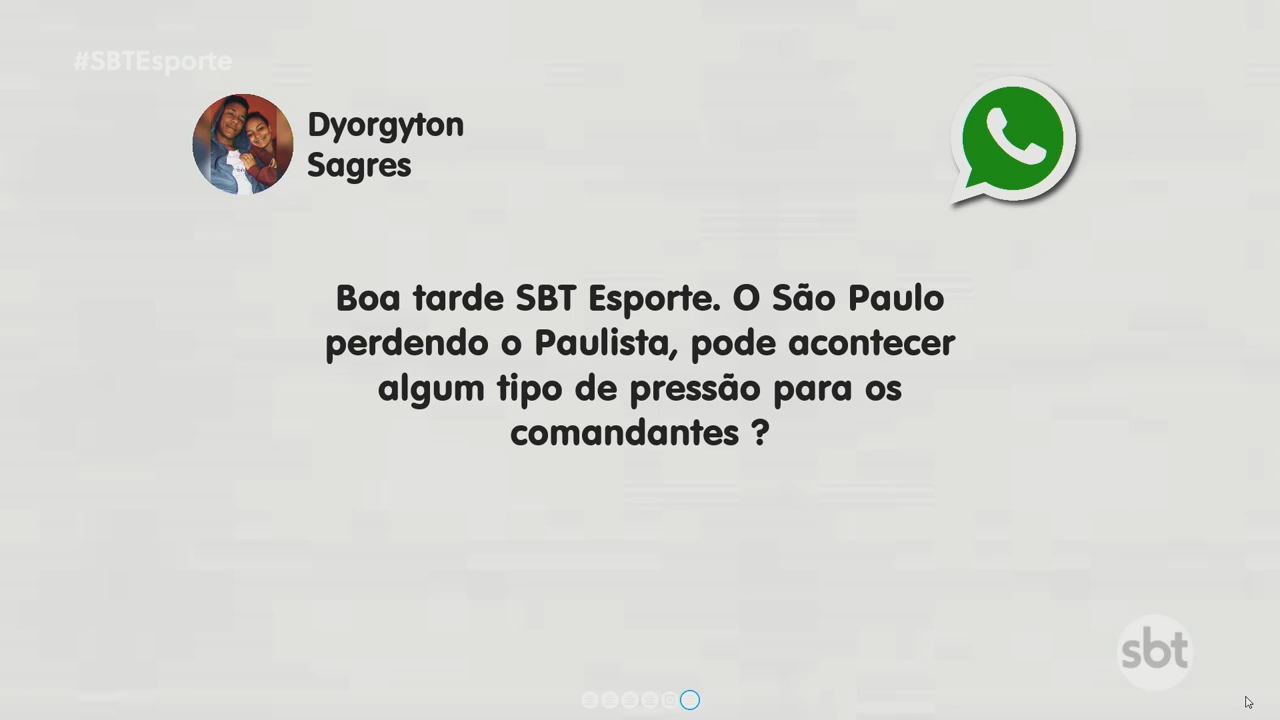 #SBTEsporte
Dyorgyton
Sagres
Boa tarde SBT Esporte. O São Paulo
perdendo o Paulista, pode acontecer
algum tipo de pressão para os
comandantes ?
sbt